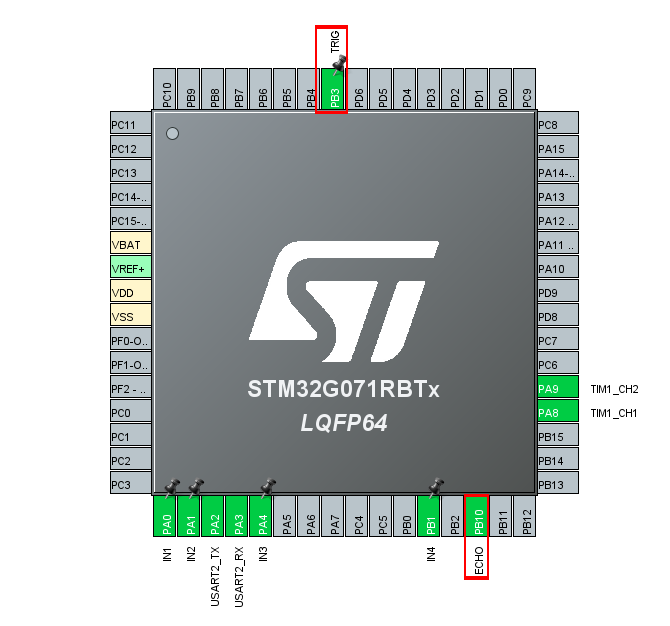 TRIG
PC10
PB9
PB8
PB7
PB6
PB5
PB4
PB3
PD6
PD5
PD4
PD3
PD2
PD1
PD0
PC9
PC11
PC12
PC13
PC14-..
PC15-..
VBAT
VREF+
VDD
VSS
PF0-O..
PF1-O..
PF2 - ..
PC0
PC1
PC2
PC3
ST
STM32G071RBTx
LQFP64
PC8
PA15
PA14-..
PA13
PA12 ..
PA11 ..
PA10
PD9
PD8
PC7
PC6
PA9 TIM1_CH2
PA8 TIM1_CH1
PB15
PB14
PB13
PA0
PA1
PA2
PA3
PA4
PA5
PA6
PA7
PC4
PC5
PB0
PB1
PB2
PB10
PB11
PB12
IN1
IN2
USART2_TX
USART2_RX
IN3
IN4
ECHO